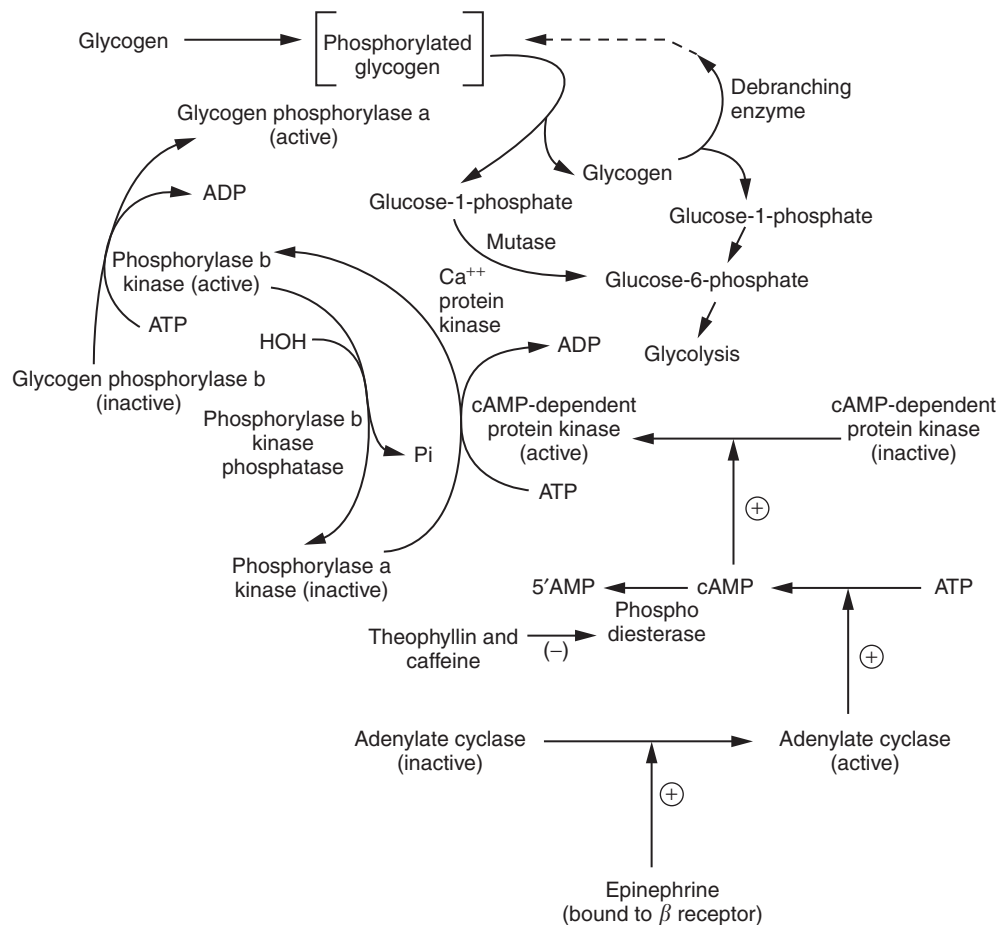 Glycogen
Phosphorylated
glycogen
Debranching
enzyme
Glycogen phosphorylase a
(active)
Glycogen
ADP
Glucose-1-phosphate
Glucose-1-phosphate
Mutase
Phosphorylase b
kinase (active)
Ca++
protein
kinase
Glucose-6-phosphate
ATP
HOH
ADP
Glycolysis
Glycogen phosphorylase b
(inactive)
Phosphorylase b
kinase
phosphatase
Pi
cAMP-dependent
protein kinase
(active)
cAMP-dependent
protein kinase
(inactive)
ATP
+
Phosphorylase a
kinase (inactive)
5′AMP
cAMP
ATP
Phospho
diesterase
Theophyllin and
caffeine
(–)
+
Adenylate cyclase
(inactive)
Adenylate cyclase
(active)
+
Epinephrine
(bound to β receptor)